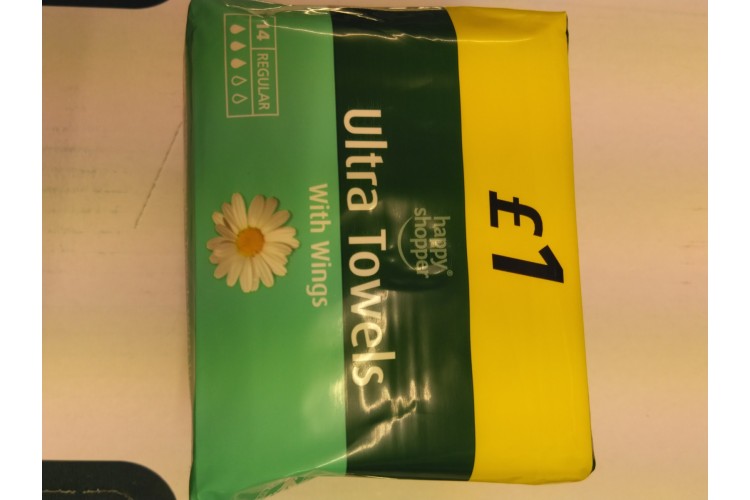 £1
happy
shopper®
Ultra Towels
With Wings
14 REGULAR